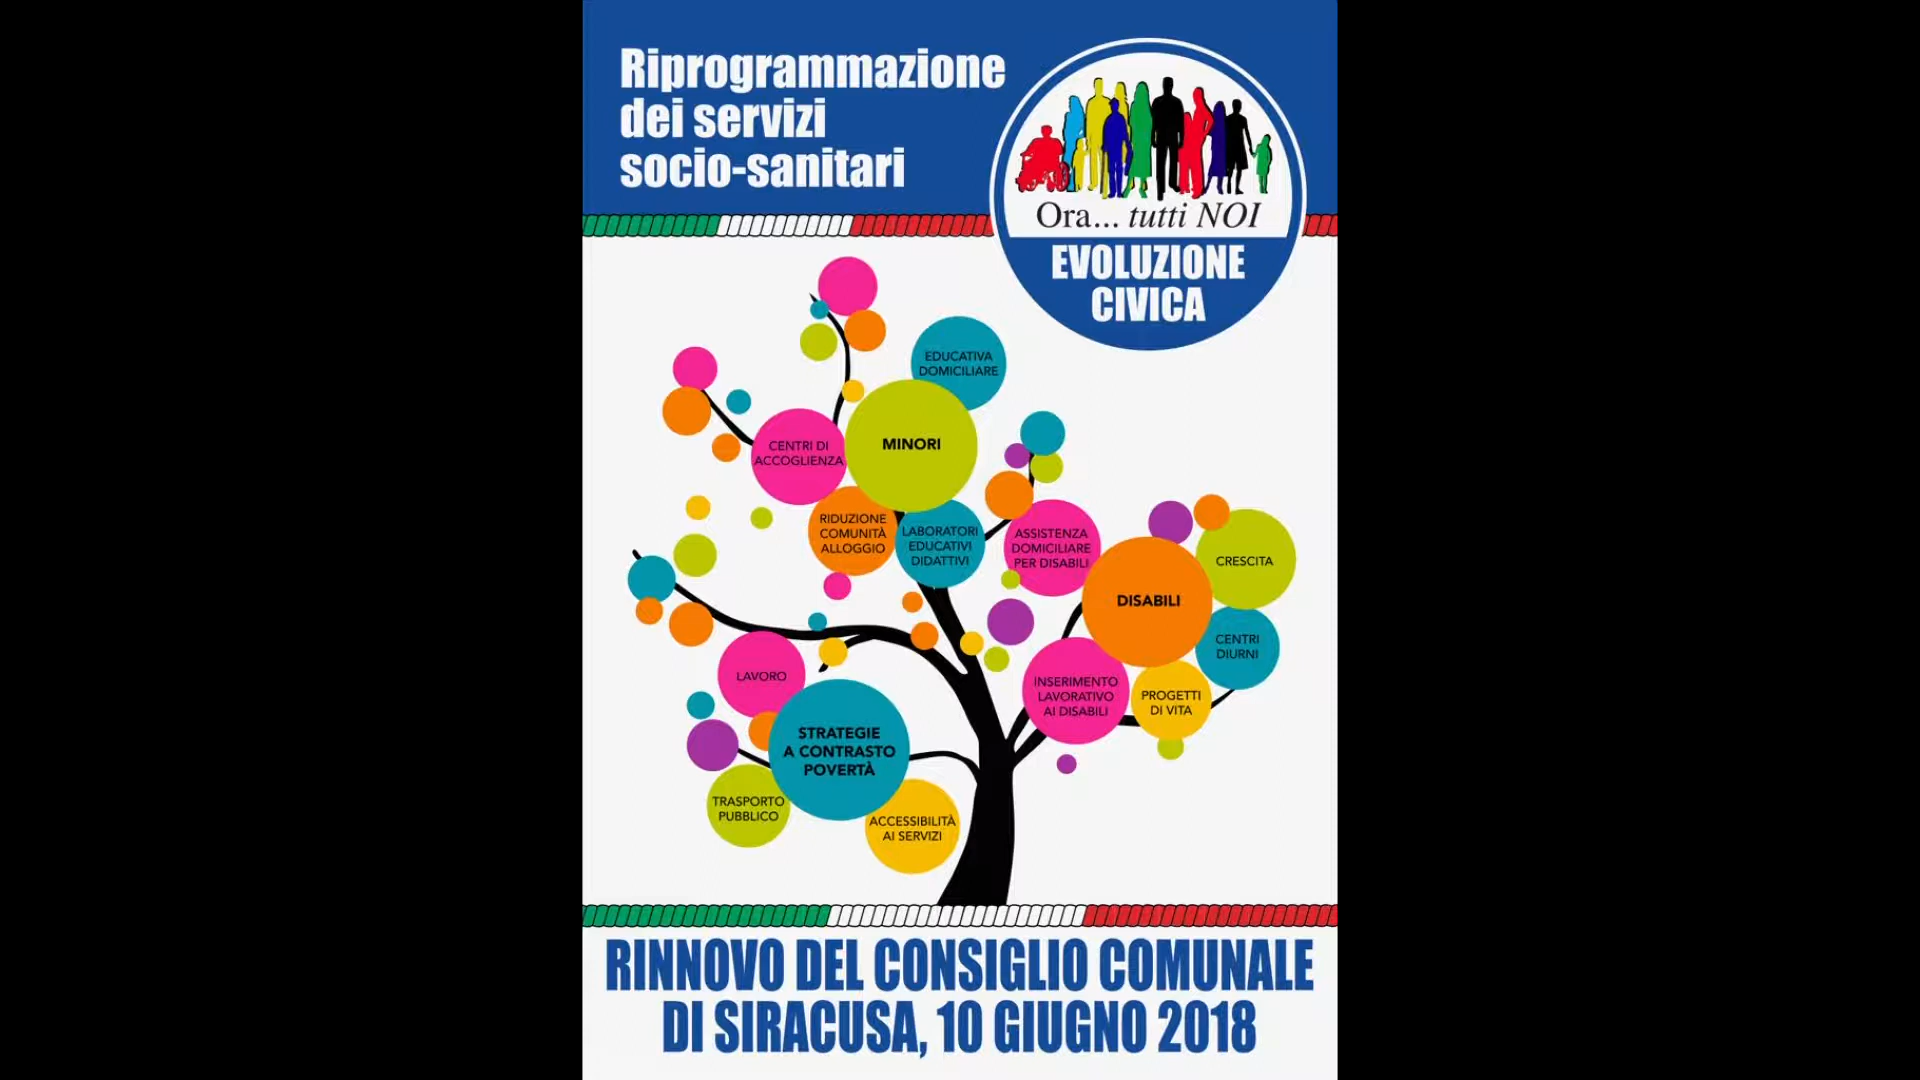 Riprogrammazione
dei servizi
socio-sanitari
Ora... tutti NOI
EVOLUZIONE
CIVICA
EDUCATIVA
DOMICILIARE
MINORI
CENTRI DI
ACCOGLIENZA
RIDUZIONE
COMUNITÀ
ALLOGGIO
LABORATORI
EDUCATIVI
DIDATTIVI
ASSISTENZA
DOMICILIARE
PER DISABILI
DISABILI
CRESCITA
CENTRI
DIURNI
INSERIMENTO
LAVORATIVO
AI DISABILI
PROGETTI
DI VITA
LAVORO
STRATEGIE
A CONTRASTO
POVERTÀ
TRASPORTO
PUBBLICO
ACCESSIBILITÀ
AI SERVIZI
RINNOVO DEL CONSIGLIO COMUNALE
DI SIRACUSA, 10 GIUGNO 2018